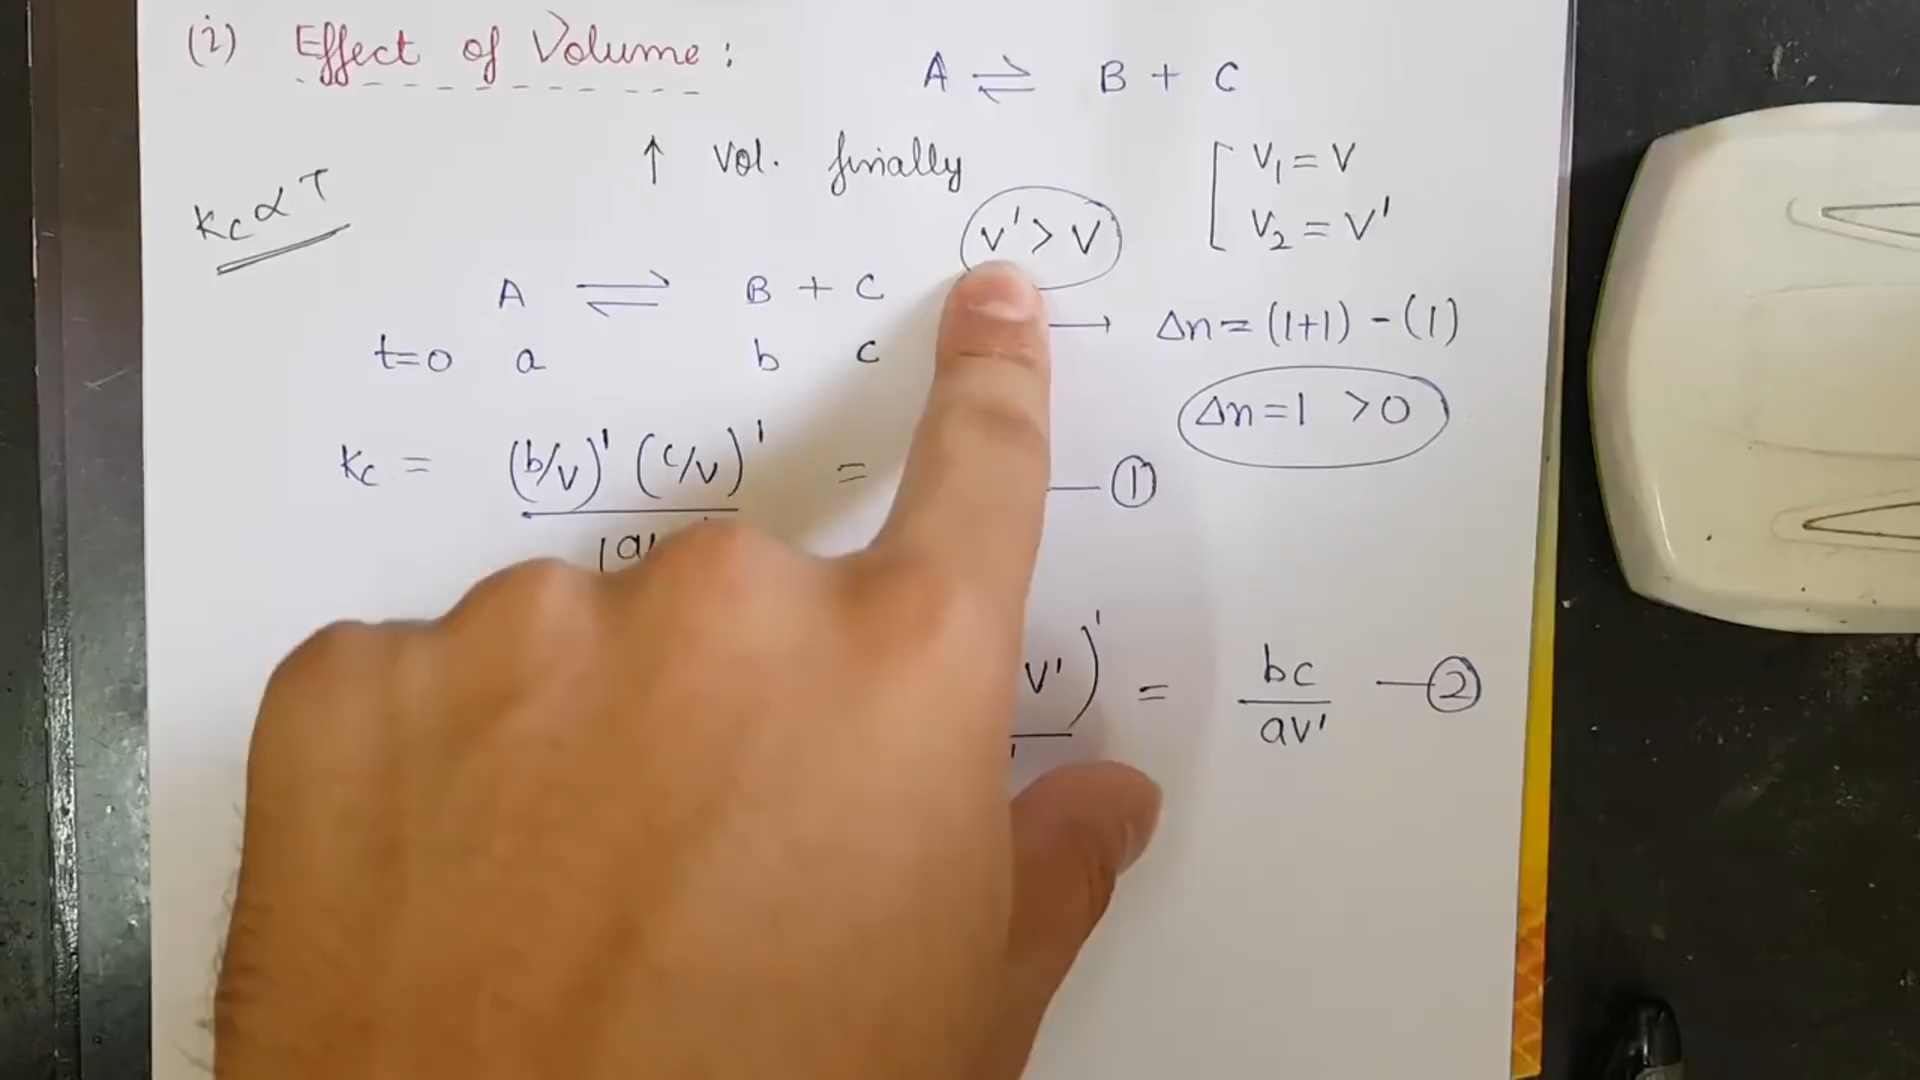 (i) Effect of Volume :
A ⇌ B + C
↑ Vol. finally
V₁ = V
V₂ = V'
Kc ∝ T
V' > V
A ⇌ B + C
t=0 a b c
→ Δn = (1+1) - (1)
Δn = 1 > 0
Kc = (b/V)¹ (c/V)¹ =
(a
— ①
V')¹ = bc/aV' — ②